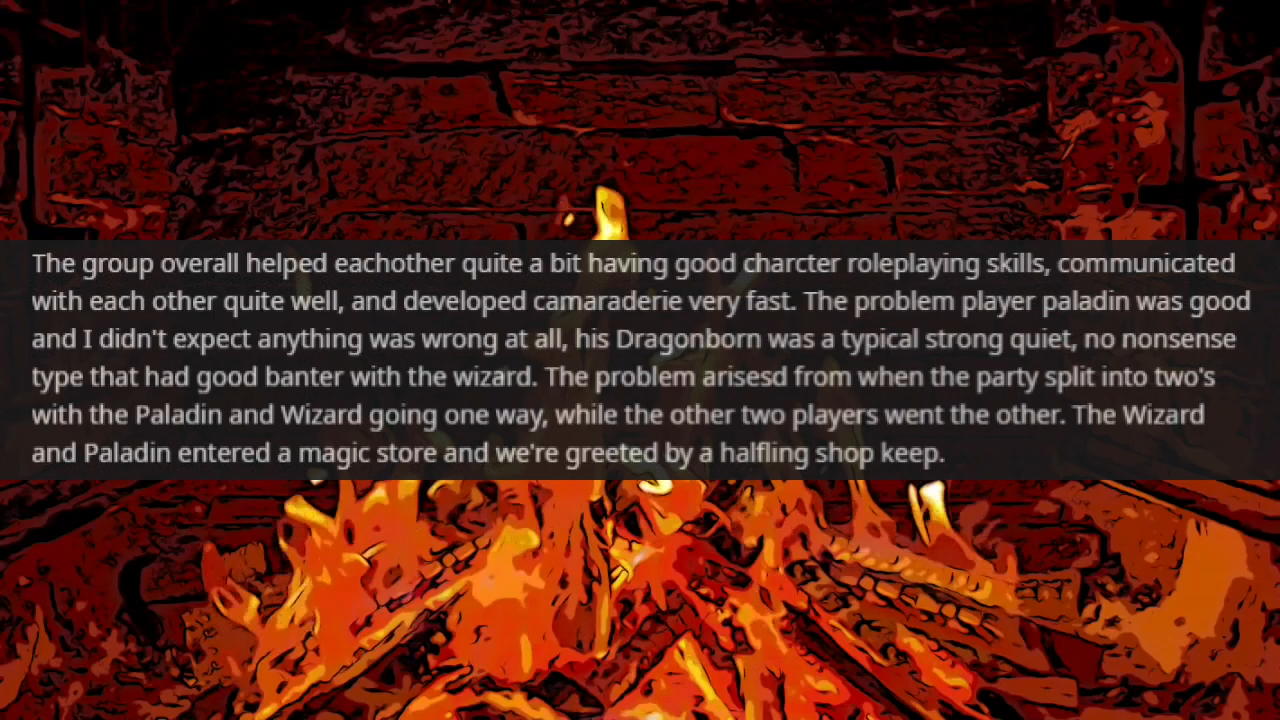 The group overall helped eachother quite a bit having good charcter roleplaying skills, communicated
with each other quite well, and developed camaraderie very fast. The problem player paladin was good
and I didn't expect anything was wrong at all, his Dragonborn was a typical strong quiet, no nonsense
type that had good banter with the wizard. The problem arisesd from when the party split into two's
with the Paladin and Wizard going one way, while the other two players went the other. The Wizard
and Paladin entered a magic store and we're greeted by a halfling shop keep.